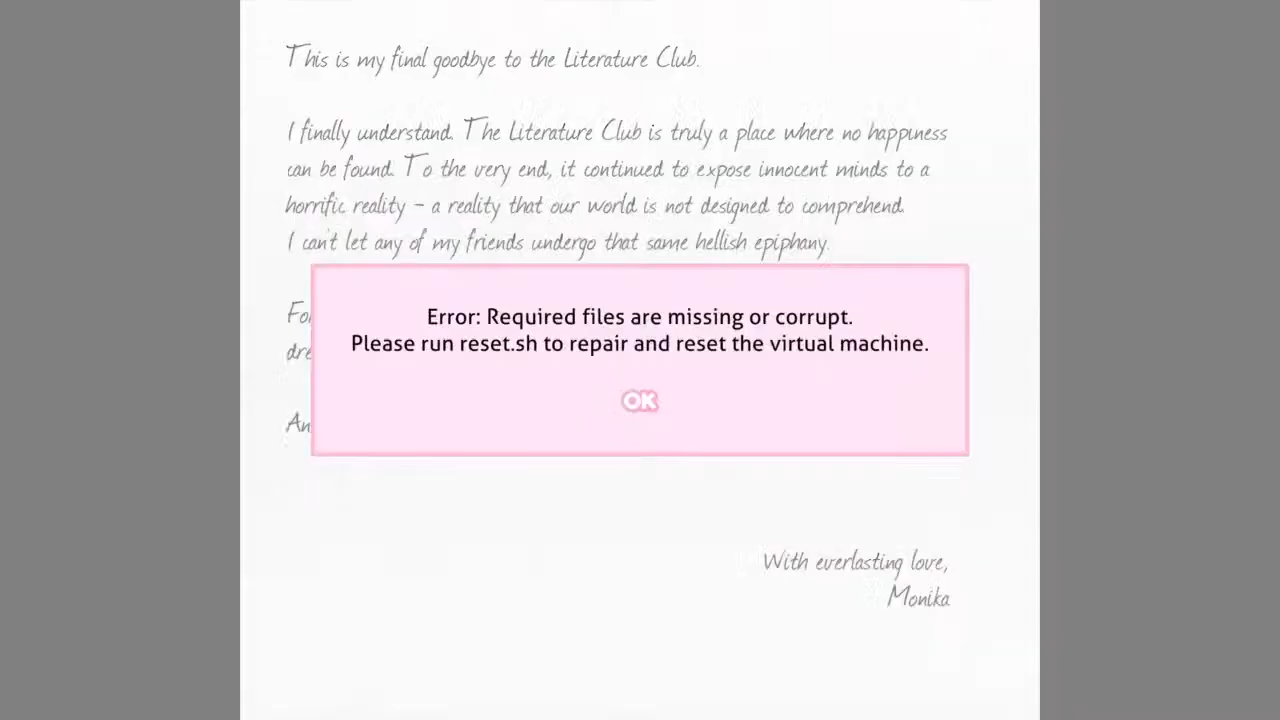 This is my final goodbye to the Literature Club.
I finally understand. The Literature Club is truly a place where no happiness
can be found. To the very end, it continued to expose innocent minds to a
horrific reality - a reality that our world is not designed to comprehend.
I can't let any of my friends undergo that same hellish epiphany.
Error: Required files are missing or corrupt.
Please run reset.sh to repair and reset the virtual machine.
OK
With everlasting love,
Monika